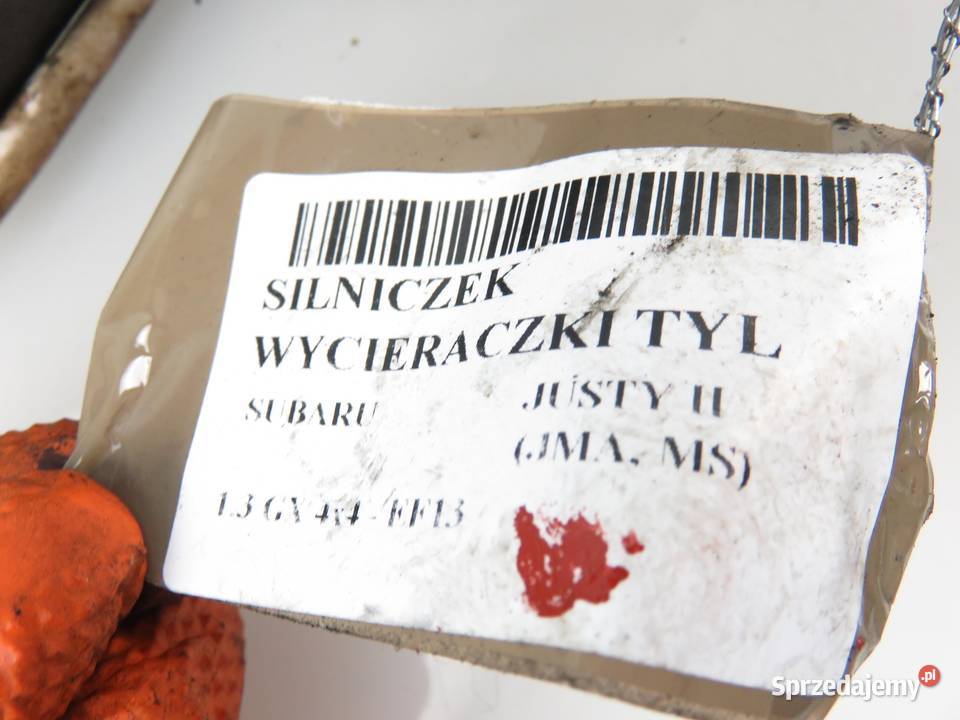 SILNICZEK
WYCIERACZKI TYL
SUBARU JUSTY II
(JMA, MS)
1.3 GX 4x4 - EF13
Sprzedajemy.pl